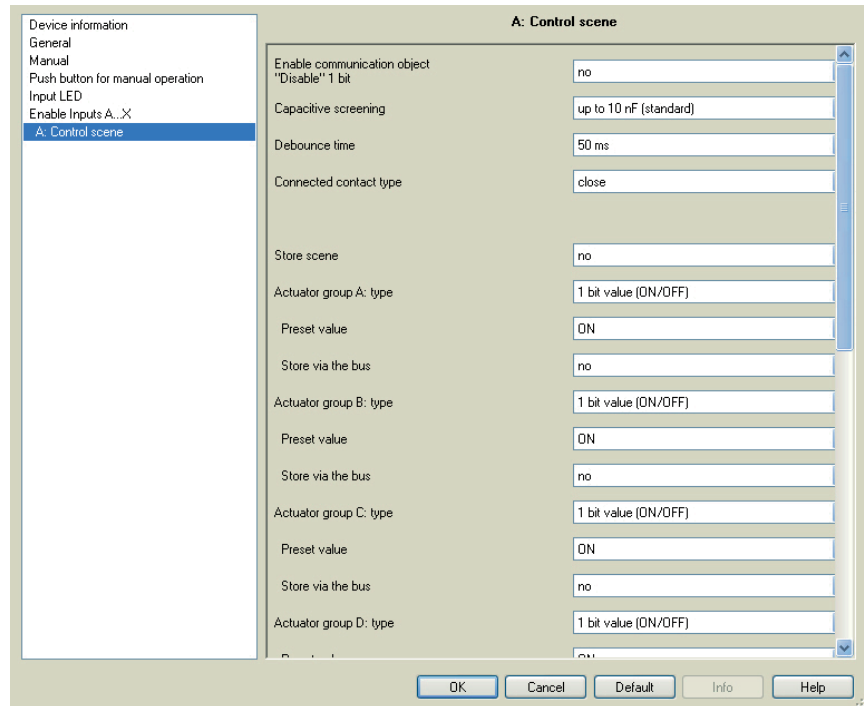 Device information
General
Manual
Push button for manual operation
Input LED
Enable Inputs A...X
A: Control scene
A: Control scene
Enable communication object
"Disable" 1 bit
no
Capacitive screening
up to 10 nF (standard)
Debounce time
50 ms
Connected contact type
close
Store scene
no
Actuator group A: type
1 bit value (ON/OFF)
Preset value
ON
Store via the bus
no
Actuator group B: type
1 bit value (ON/OFF)
Preset value
ON
Store via the bus
no
Actuator group C: type
1 bit value (ON/OFF)
Preset value
ON
Store via the bus
no
Actuator group D: type
1 bit value (ON/OFF)
OK
Cancel
Default
Info
Help